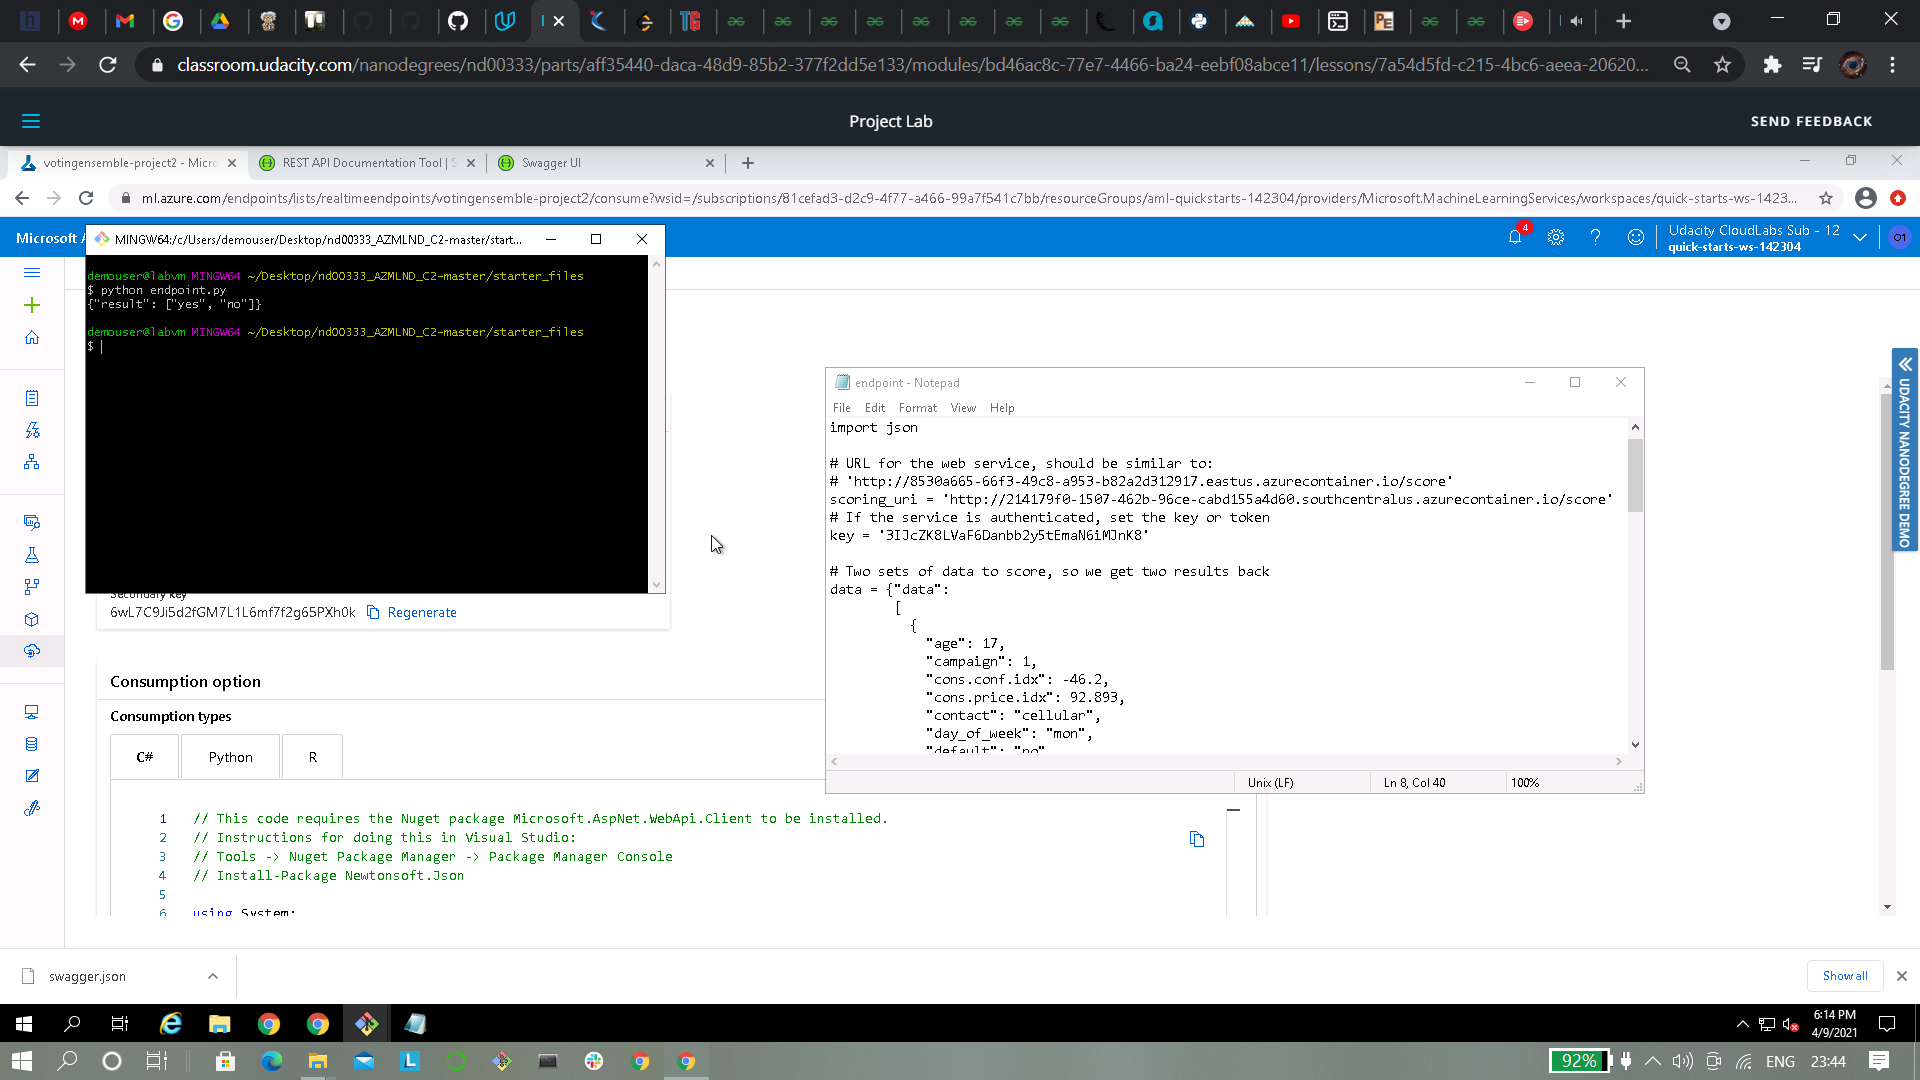 classroom.udacity.com/nanodegrees/nd00333/parts/aff35440-daca-48d9-85b2-377f2dd5e133/modules/bd46ac8c-77e7-4466-ba24-eebf08abce11/lessons/7a54d5fd-c215-4bc6-aeea-20620...
Project Lab
SEND FEEDBACK
votingensemble-project2 - Micro
REST API Documentation Tool | S
Swagger UI
ml.azure.com/endpoints/lists/realtimeendpoints/votingensemble-project2/consume?wsid=/subscriptions/81cefad3-d2c9-4f77-a466-99a7f541c7bb/resourceGroups/aml-quickstarts-142304/providers/Microsoft.MachineLearningServices/workspaces/quick-starts-ws-1423...
Microsoft
4
Udacity CloudLabs Sub - 12
quick-starts-ws-142304
O1
MINGW64:/c/Users/demouser/Desktop/nd00333_AZMLND_C2-master/start...
demouser@labvm MINGW64 ~/Desktop/nd00333_AZMLND_C2-master/starter_files
$ python endpoint.py
{"result": ["yes", "no"]}
demouser@labvm MINGW64 ~/Desktop/nd00333_AZMLND_C2-master/starter_files
$
endpoint - Notepad
File Edit Format View Help
import json
# URL for the web service, should be similar to:
# 'http://8530a665-66f3-49c8-a953-b82a2d312917.eastus.azurecontainer.io/score'
scoring_uri = 'http://214179f0-1507-462b-96ce-cabd155a4d60.southcentralus.azurecontainer.io/score'
# If the service is authenticated, set the key or token
key = '3IJcZK8LVaF6Danbb2y5tEmaN6iMJnK8'
# Two sets of data to score, so we get two results back
data = {"data":
[
{
"age": 17,
"campaign": 1,
"cons.conf.idx": -46.2,
"cons.price.idx": 92.893,
"contact": "cellular",
"day_of_week": "mon",
"default": "no"
Unix (LF)
Ln 8, Col 40
100%
UDACITY NANODEGREE DEMO
Secondary key
6wL7C9Ji5d2fGM7L1L6mf7f2g65PXh0k
Regenerate
Consumption option
Consumption types
C#
Python
R
1 // This code requires the Nuget package Microsoft.AspNet.WebApi.Client to be installed.
2 // Instructions for doing this in Visual Studio:
3 // Tools -> Nuget Package Manager -> Package Manager Console
4 // Install-Package Newtonsoft.Json
5
6 using System;
swagger.json
Show all
6:14 PM
4/9/2021
92%
ENG
23:44